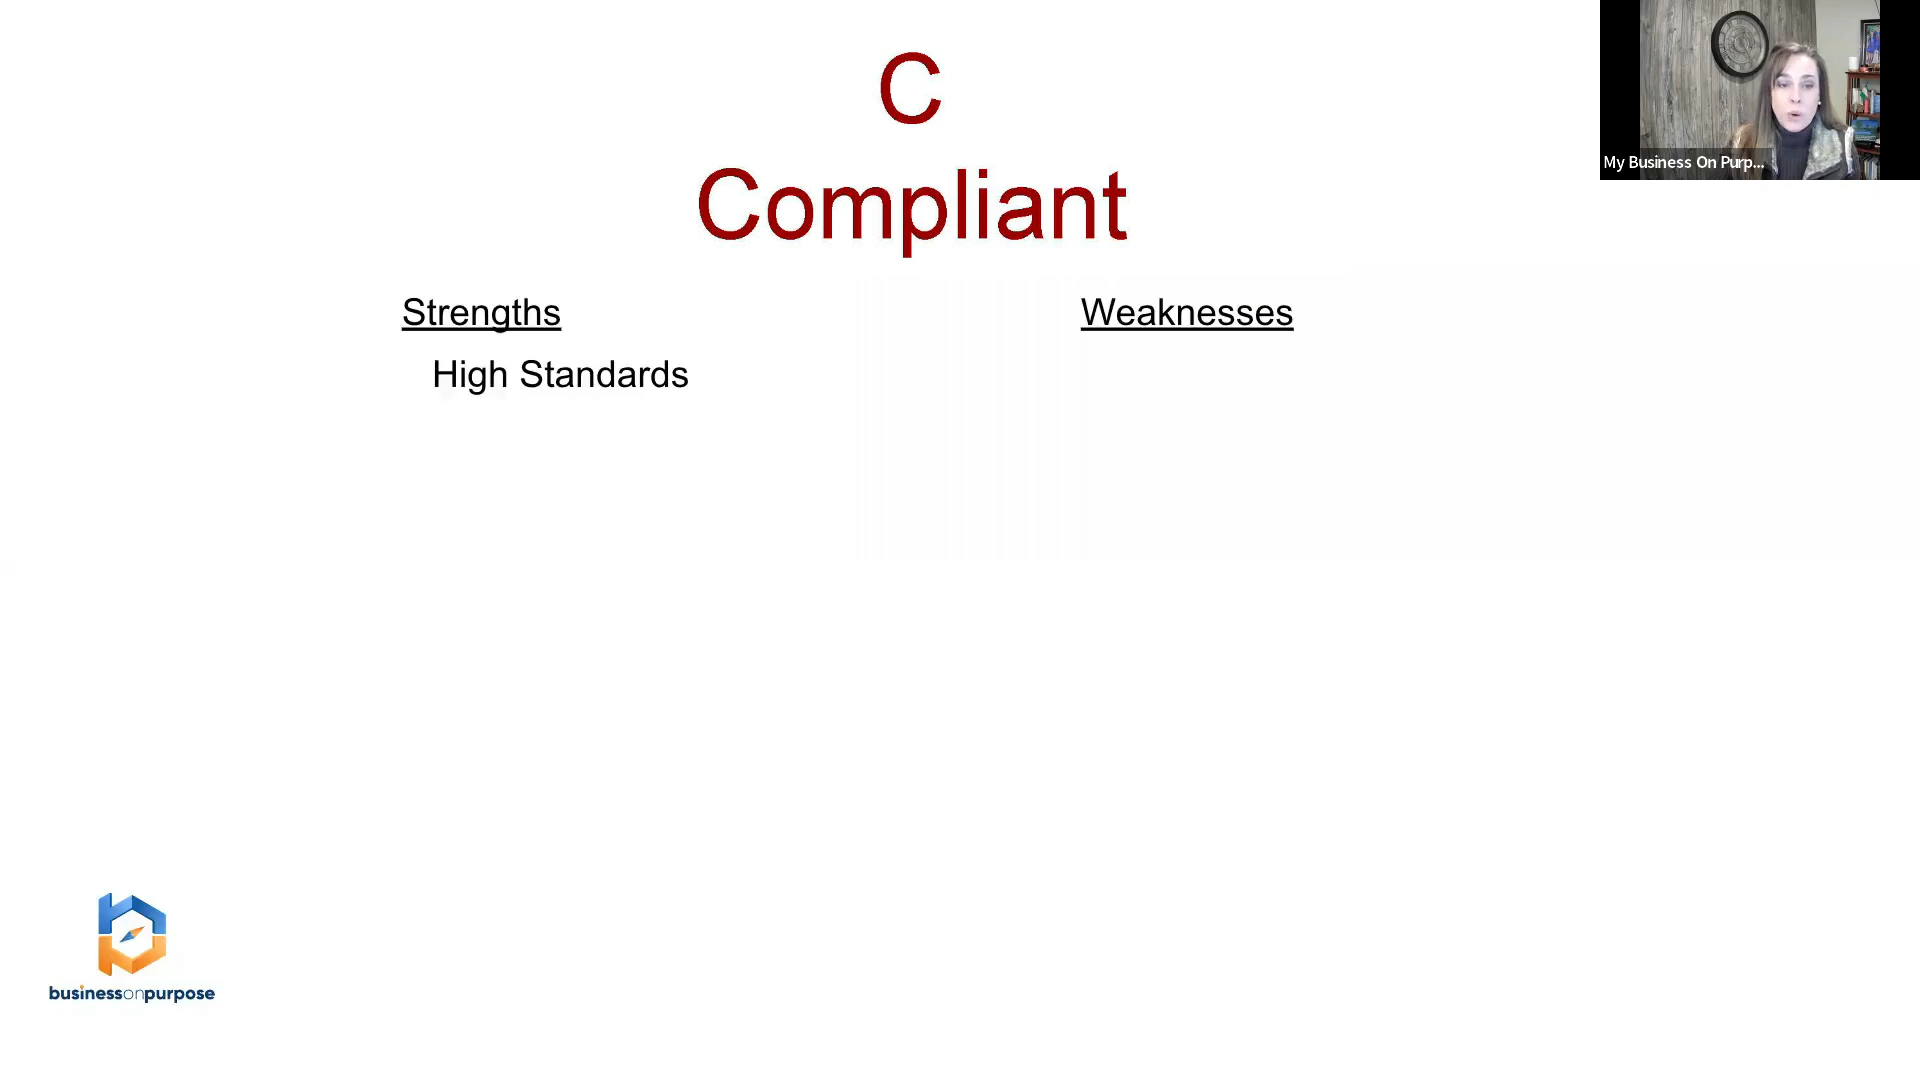 C
Compliant
My Business On Purp...
Strengths
Weaknesses
High Standards
businessonpurpose